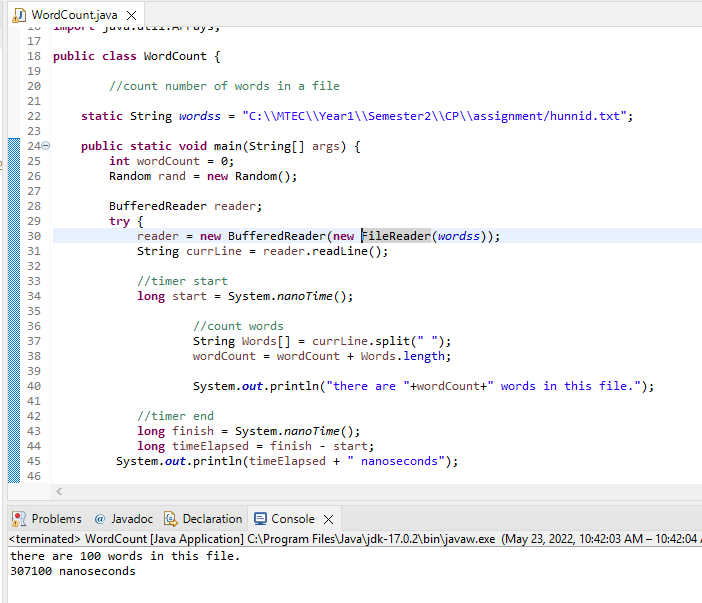 WordCount.java
16 import java.util.Arrays;
17
18 public class WordCount {
19
20 //count number of words in a file
21
22 static String wordss = "C:\\MTEC\\Year1\\Semester2\\CP\\assignment/hunnid.txt";
23
24 public static void main(String[] args) {
25 int wordCount = 0;
26 Random rand = new Random();
27
28 BufferedReader reader;
29 try {
30 reader = new BufferedReader(new FileReader(wordss));
31 String currLine = reader.readLine();
32
33 //timer start
34 long start = System.nanoTime();
35
36 //count words
37 String Words[] = currLine.split(" ");
38 wordCount = wordCount + Words.length;
39
40 System.out.println("there are "+wordCount+" words in this file.");
41
42 //timer end
43 long finish = System.nanoTime();
44 long timeElapsed = finish - start;
45 System.out.println(timeElapsed + " nanoseconds");
46
Problems @ Javadoc Declaration Console
<terminated> WordCount [Java Application] C:\Program Files\Java\jdk-17.0.2\bin\javaw.exe (May 23, 2022, 10:42:03 AM – 10:42:04 A
there are 100 words in this file.
307100 nanoseconds